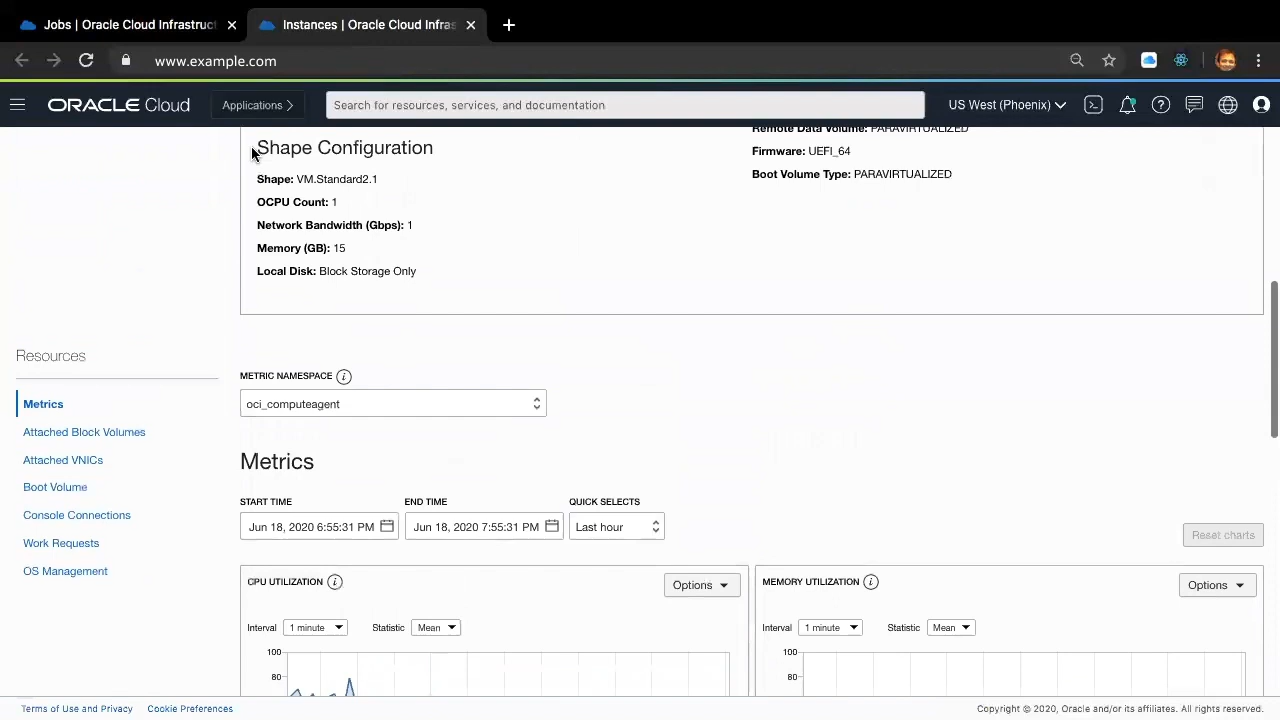 Jobs | Oracle Cloud Infrastruct
Instances | Oracle Cloud Infras
www.example.com
ORACLE Cloud
Applications
Search for resources, services, and documentation
US West (Phoenix)
Shape Configuration
Shape: VM.Standard2.1
OCPU Count: 1
Network Bandwidth (Gbps): 1
Memory (GB): 15
Local Disk: Block Storage Only
Remote Data Volume: PARAVIRTUALIZED
Firmware: UEFI_64
Boot Volume Type: PARAVIRTUALIZED
Resources
Metrics
Attached Block Volumes
Attached VNICs
Boot Volume
Console Connections
Work Requests
OS Management
METRIC NAMESPACE
oci_computeagent
Metrics
START TIME
Jun 18, 2020 6:55:31 PM
END TIME
Jun 18, 2020 7:55:31 PM
QUICK SELECTS
Last hour
Reset charts
CPU UTILIZATION
Options
Interval 1 minute Statistic Mean
100
80
MEMORY UTILIZATION
Options
Interval 1 minute Statistic Mean
100
80
Terms of Use and Privacy Cookie Preferences
Copyright © 2020, Oracle and/or its affiliates. All rights reserved.